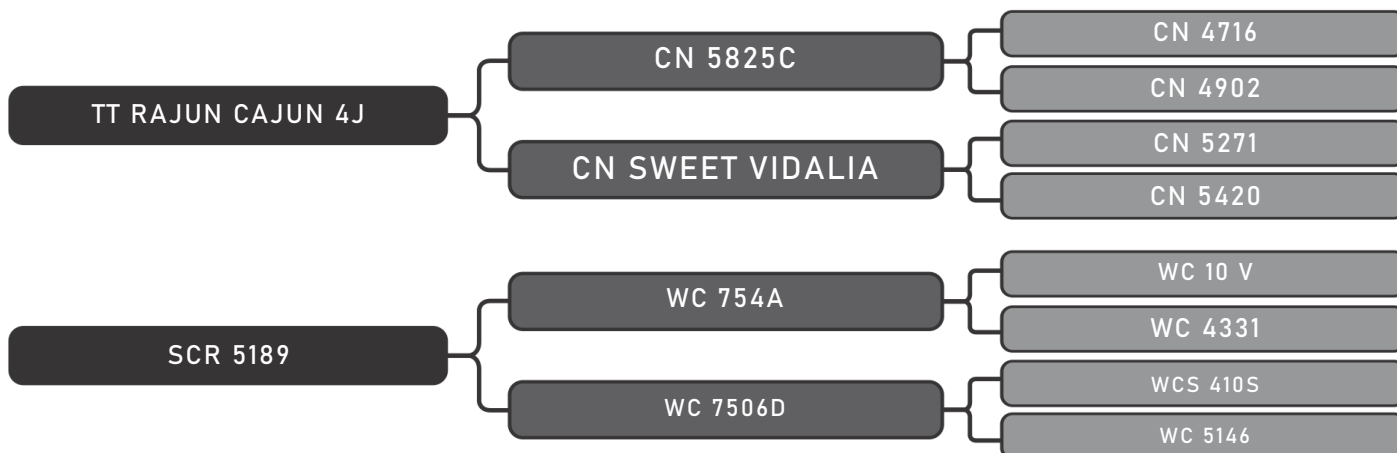 CN 4716
CN 5825C
CN 4902
TT RAJUN CAJUN 4J
CN 5271
CN SWEET VIDALIA
CN 5420
WC 10 V
WC 754A
WC 4331
SCR 5189
WCS 410S
WC 7506D
WC 5146